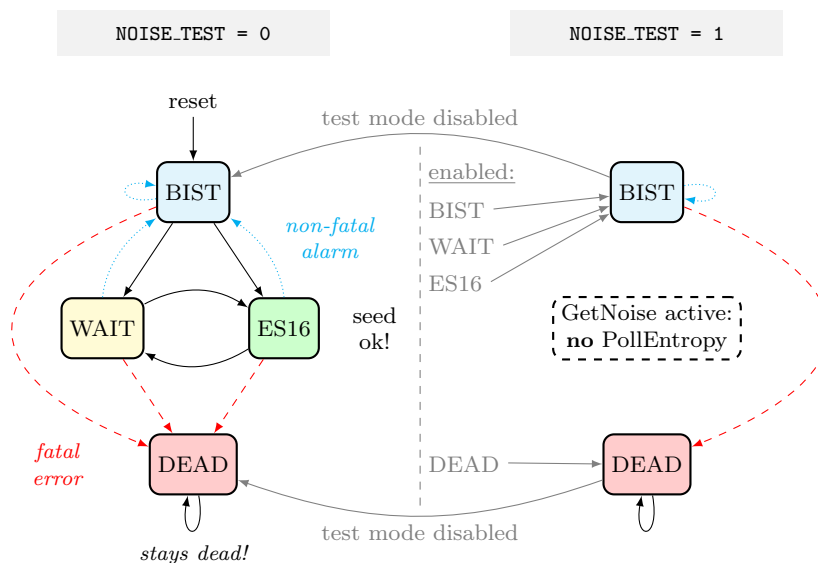 NOISE_TEST = 0
NOISE_TEST = 1
reset
test mode disabled
enabled:
BIST
BIST
BIST
non-fatal
alarm
WAIT
ES16
WAIT
ES16
seed
ok!
GetNoise active:
no PollEntropy
fatal
error
DEAD
DEAD
DEAD
test mode disabled
stays dead!